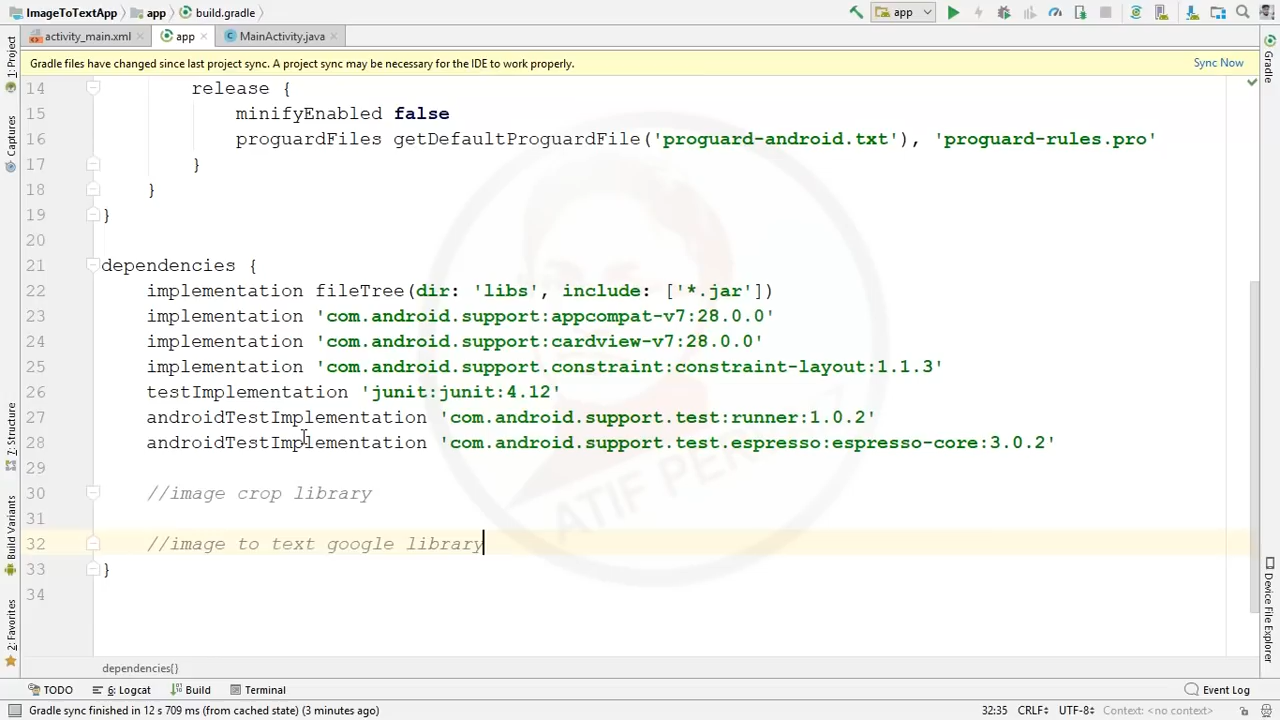 ImageToTextApp app build.gradle app
activity_main.xml app MainActivity.java
Gradle files have changed since last project sync. A project sync may be necessary for the IDE to work properly. Sync Now
14 release {
15 minifyEnabled false
16 proguardFiles getDefaultProguardFile('proguard-android.txt'), 'proguard-rules.pro'
17 }
18 }
19 }
20
21 dependencies {
22 implementation fileTree(dir: 'libs', include: ['*.jar'])
23 implementation 'com.android.support:appcompat-v7:28.0.0'
24 implementation 'com.android.support:cardview-v7:28.0.0'
25 implementation 'com.android.support.constraint:constraint-layout:1.1.3'
26 testImplementation 'junit:junit:4.12'
27 androidTestImplementation 'com.android.support.test:runner:1.0.2'
28 androidTestImplementation 'com.android.support.test.espresso:espresso-core:3.0.2'
29
30 //image crop library
31
32 //image to text google library
33 }
34
dependencies{}
TODO 6: Logcat Build Terminal Event Log
Gradle sync finished in 12 s 709 ms (from cached state) (3 minutes ago) 32:35 CRLF UTF-8 Context: <no context>
1: Project
Captures
7: Structure
Build Variants
2: Favorites
Gradle
Device File Explorer